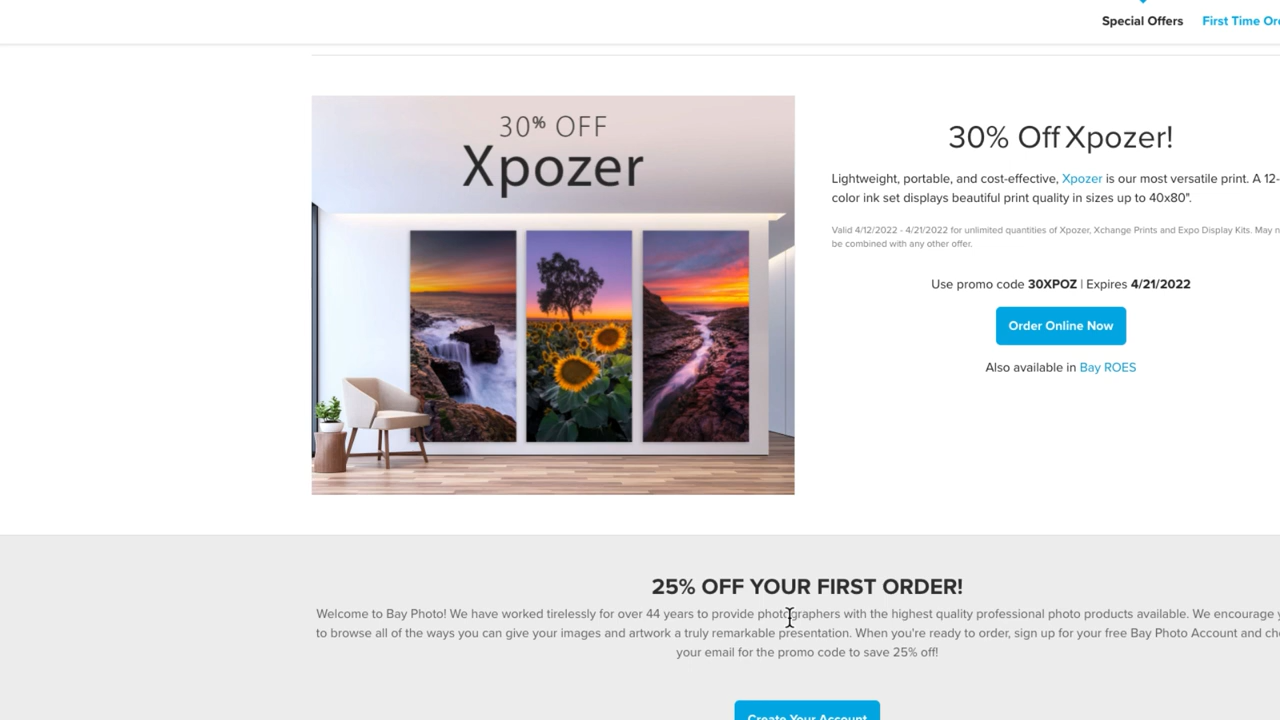 Special Offers
30% OFF
Xpozer
30% Off Xpozer!
Lightweight, portable, and cost-effective, Xpozer is our most versatile print. A 12-
color ink set displays beautiful print quality in sizes up to 40x80".
Valid 4/12/2022 - 4/21/2022 for unlimited quantities of Xpozer, Xchange Prints and Expo Display Kits. May
be combined with any other offer.
Use promo code 30XPOZ | Expires 4/21/2022
Order Online Now
Also available in Bay ROES
25% OFF YOUR FIRST ORDER!
Welcome to Bay Photo! We have worked tirelessly for over 44 years to provide photographers with the highest quality professional photo products available. We encourage
to browse all of the ways you can give your images and artwork a truly remarkable presentation. When you're ready to order, sign up for your free Bay Photo Account and
your email for the promo code to save 25% off!
Create Your Account
First Time